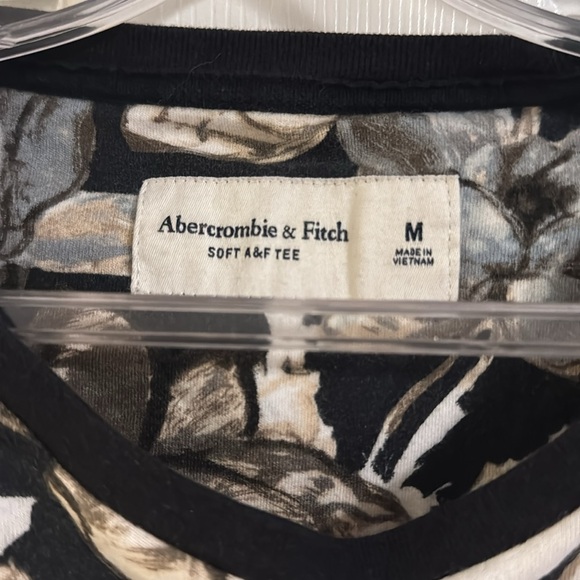 Abercrombie & Fitch
SOFT A&F TEE
M
MADE IN
VIETNAM